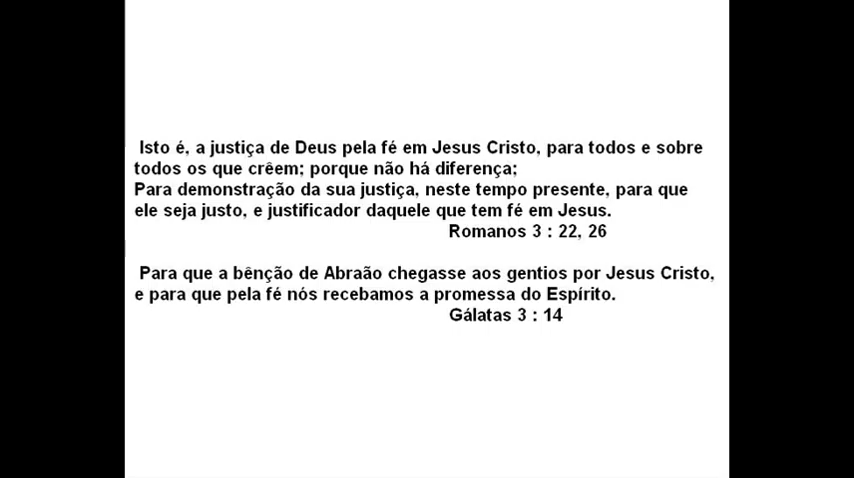 Isto é, a justiça de Deus pela fé em Jesus Cristo, para todos e sobre
todos os que crêem; porque não há diferença;
Para demonstração da sua justiça, neste tempo presente, para que
ele seja justo, e justificador daquele que tem fé em Jesus.
Romanos 3 : 22, 26
Para que a bênção de Abraão chegasse aos gentios por Jesus Cristo,
e para que pela fé nós recebamos a promessa do Espírito.
Gálatas 3 : 14